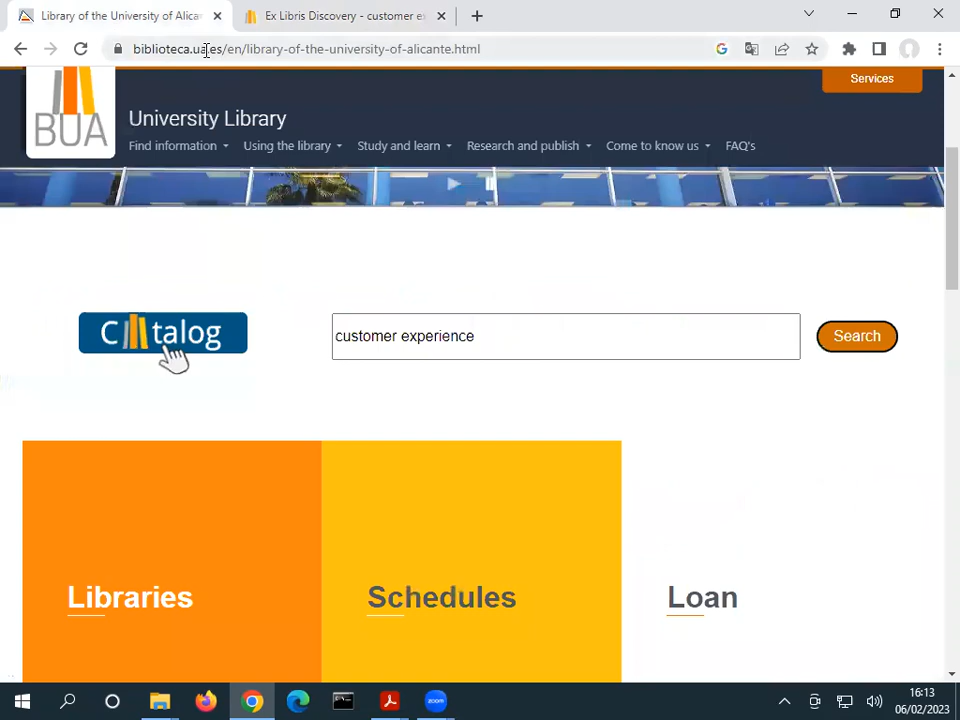 Library of the University of Alica
Ex Libris Discovery - customer ex
biblioteca.ua.es/en/library-of-the-university-of-alicante.html
Services
BUA
University Library
Find information
Using the library
Study and learn
Research and publish
Come to know us
FAQ's
Catalog
customer experience
Search
Libraries
Schedules
Loan
zoom
16:13
06/02/2023